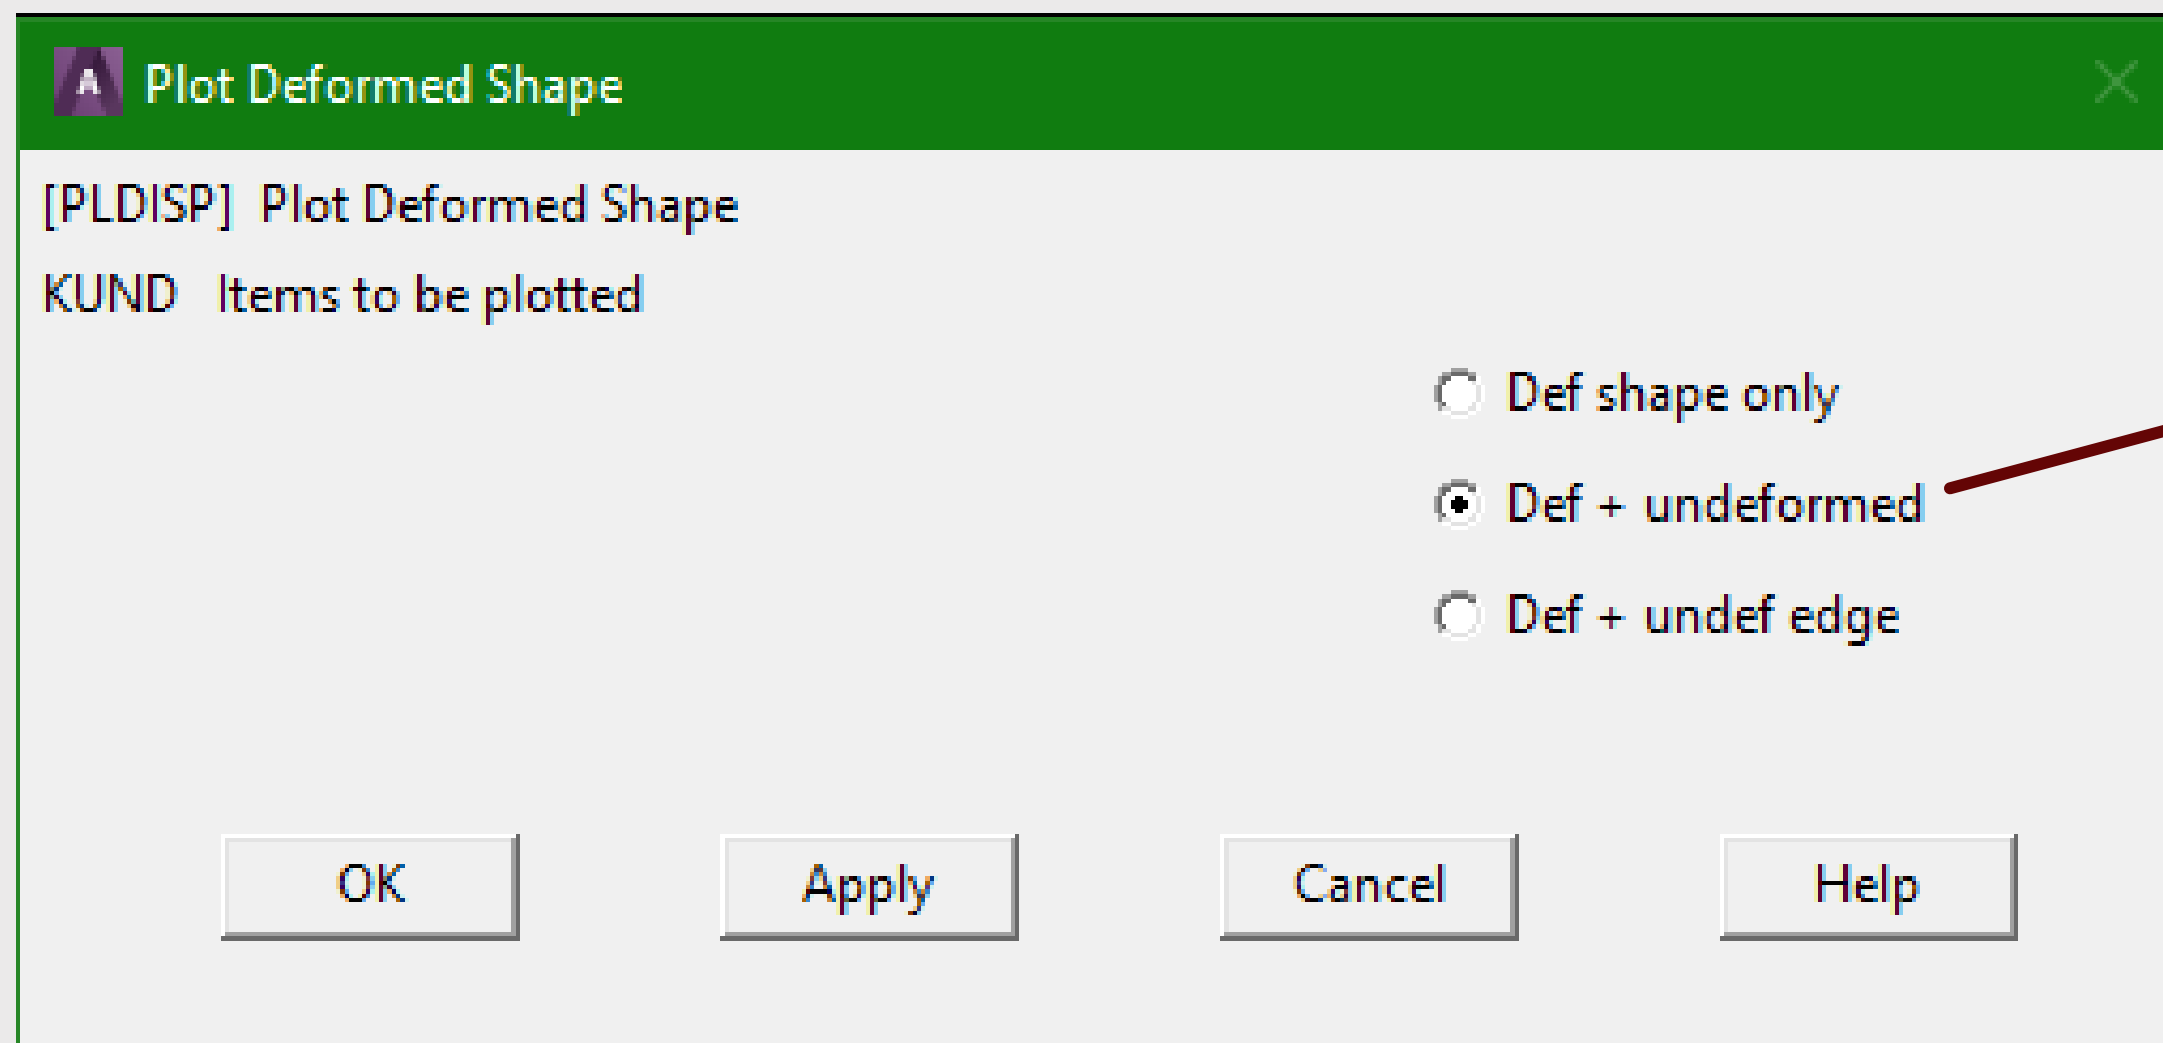 A Plot Deformed Shape
[PLDISP] Plot Deformed Shape
KUND Items to be plotted
Def shape only
Def + undeformed
Def + undef edge
OK Apply Cancel Help